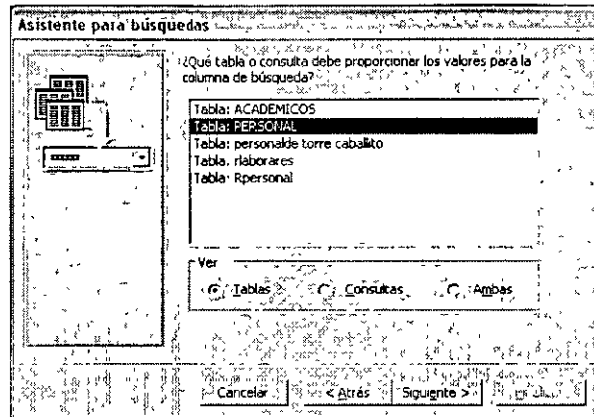 Asistente para búsquedas
¿Qué tabla o consulta debe proporcionar los valores para la
columna de búsqueda?
Tabla: ACADEMICOS
Tabla: PERSONAL
Tabla: personalde torre caballito
Tabla: rlaborares
Tabla: Rpersonal
Ver
Tablas
Consultas
Ambas
Cancelar
< Atrás
Siguiente >